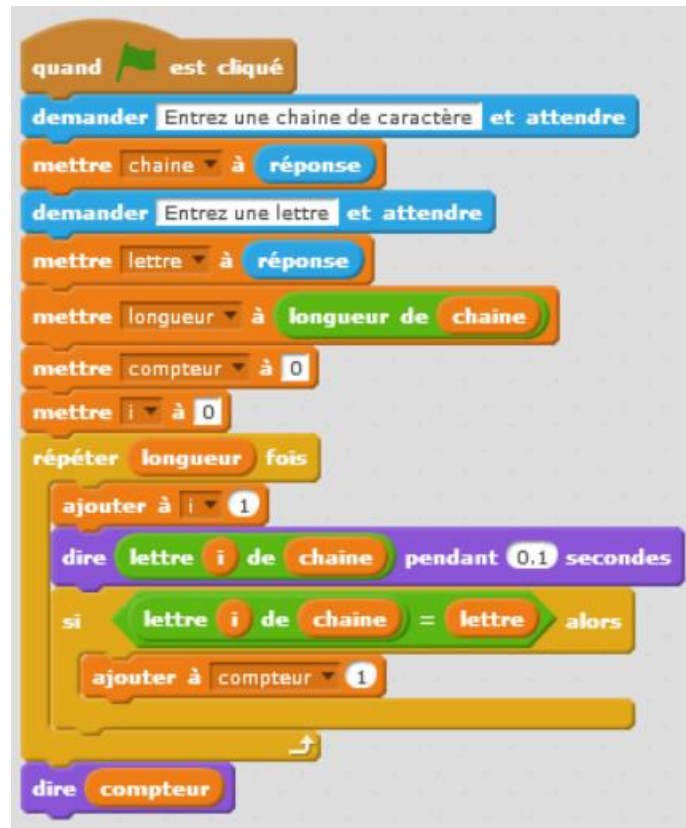 quand est cliqué
demander Entrez une chaine de caractère et attendre
mettre chaine à réponse
demander Entrez une lettre et attendre
mettre lettre à réponse
mettre longueur à longueur de chaine
mettre compteur à 0
mettre i à 0
répéter longueur fois
ajouter à i 1
dire lettre i de chaine pendant 0.1 secondes
si lettre i de chaine = lettre alors
ajouter à compteur 1
dire compteur